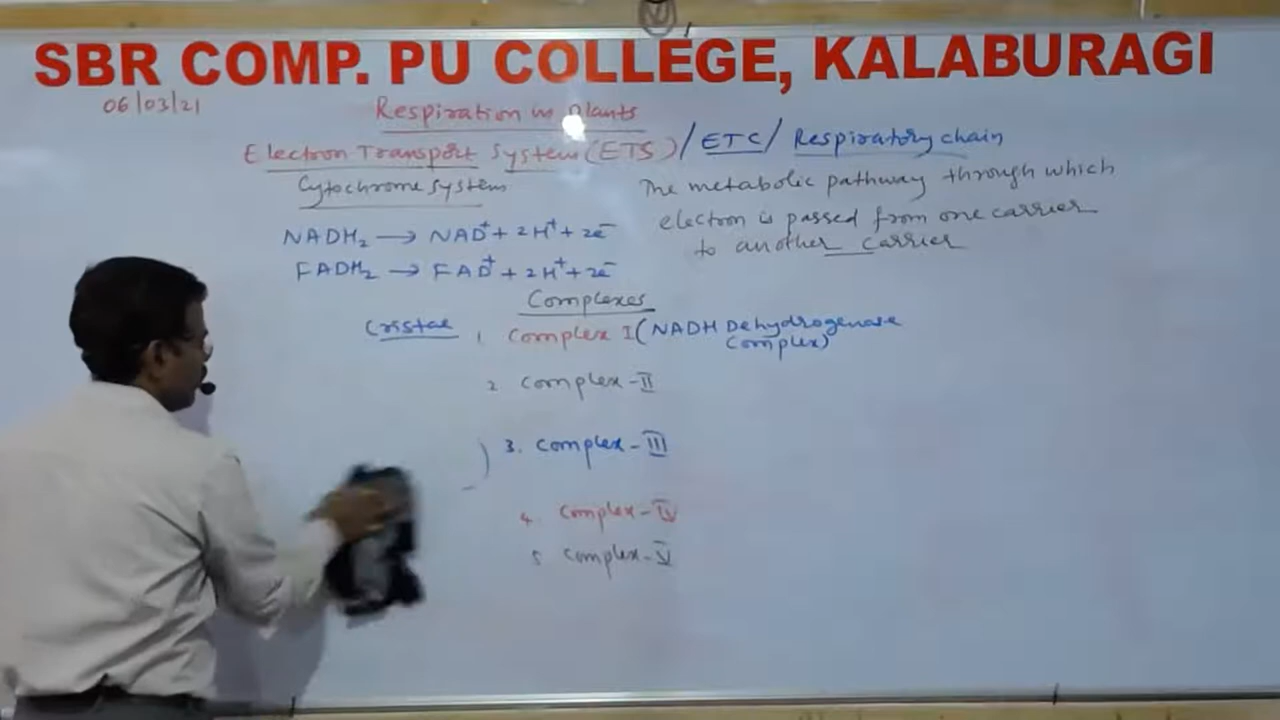 SBR COMP. PU COLLEGE, KALABURAGI
06/03/21
Respiration in plants
Electron Transport System (ETS) / ETC / Respiratory chain
Cytochrome system
The metabolic pathway through which
electron is passed from one carrier
to another carrier
NADH₂ → NAD⁺ + 2H⁺ + 2e⁻
FADH₂ → FAD⁺ + 2H⁺ + 2e⁻
Complexes
Cristae 1. Complex I (NADH Dehydrogenase
Complex)
2 Complex - II
3. Complex - III
4. Complex - IV
5 Complex - V